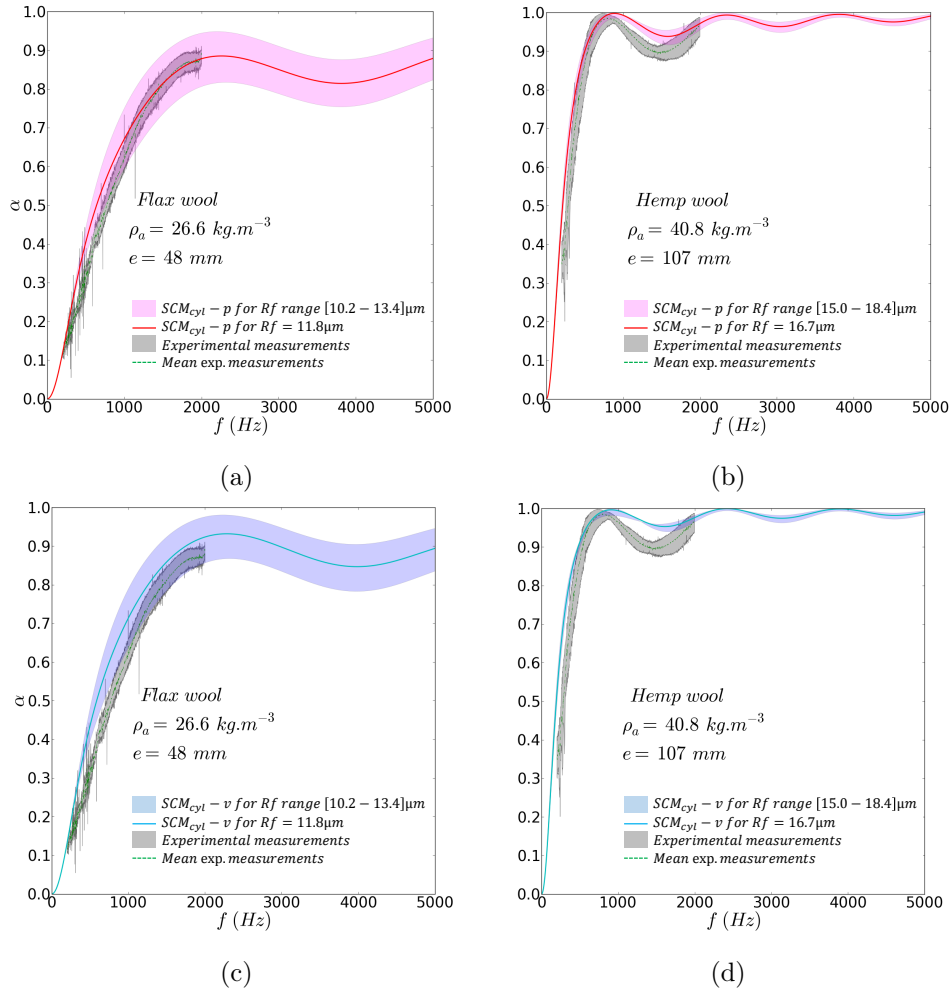 1.0
0.9
0.8
0.7
0.6
0.5
0.4
0.3
0.2
0.1
0.0
α
0 1000 2000 3000 4000 5000
f (Hz)
Flax wool
ρₐ = 26.6 kg.m⁻³
e = 48 mm
SCM_cyl − p for Rf range [10.2 − 13.4]μm
SCM_cyl − p for Rf = 11.8μm
Experimental measurements
Mean exp. measurements
(a)
1.0
0.9
0.8
0.7
0.6
0.5
0.4
0.3
0.2
0.1
0.0
0 1000 2000 3000 4000 5000
f (Hz)
Hemp wool
ρₐ = 40.8 kg.m⁻³
e = 107 mm
SCM_cyl − p for Rf range [15.0 − 18.4]μm
SCM_cyl − p for Rf = 16.7μm
Experimental measurements
Mean exp. measurements
(b)
1.0
0.9
0.8
0.7
0.6
0.5
0.4
0.3
0.2
0.1
0.0
α
0 1000 2000 3000 4000 5000
f (Hz)
Flax wool
ρₐ = 26.6 kg.m⁻³
e = 48 mm
SCM_cyl − v for Rf range [10.2 − 13.4]μm
SCM_cyl − v for Rf = 11.8μm
Experimental measurements
Mean exp. measurements
(c)
1.0
0.9
0.8
0.7
0.6
0.5
0.4
0.3
0.2
0.1
0.0
0 1000 2000 3000 4000 5000
f (Hz)
Hemp wool
ρₐ = 40.8 kg.m⁻³
e = 107 mm
SCM_cyl − v for Rf range [15.0 − 18.4]μm
SCM_cyl − v for Rf = 16.7μm
Experimental measurements
Mean exp. measurements
(d)